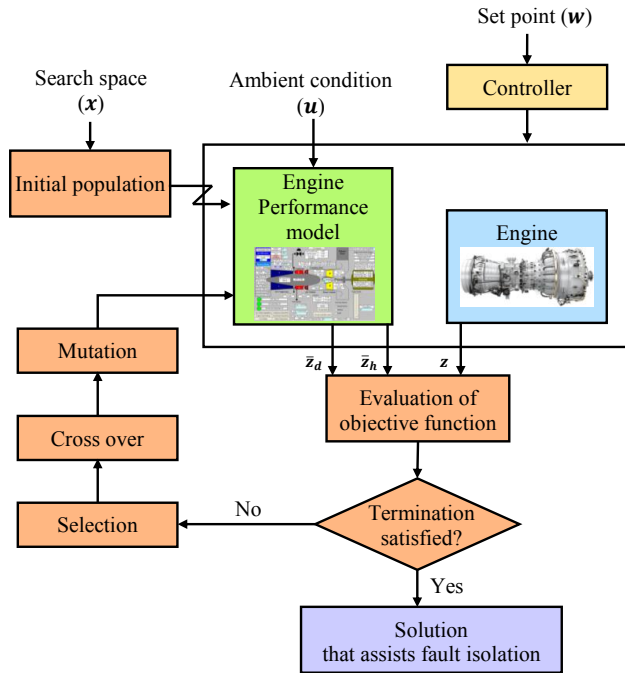 Set point (w)
Search space
(x)
Ambient condition
(u)
Controller
Initial population
Engine
Performance
model
Engine
Mutation
z̄d
z̄h
z
Evaluation of
objective function
Cross over
Selection
No
Termination
satisfied?
Yes
Solution
that assists fault isolation